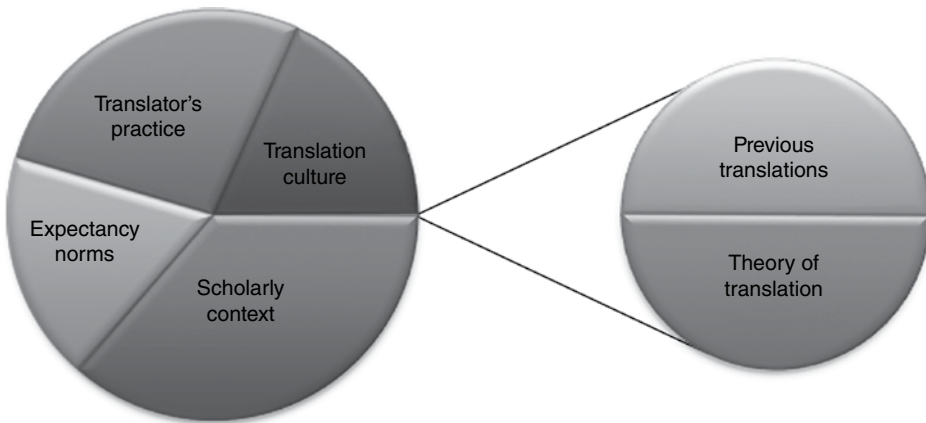 Translator's
practice
Translation
culture
Expectancy
norms
Scholarly
context
Previous
translations
Theory of
translation